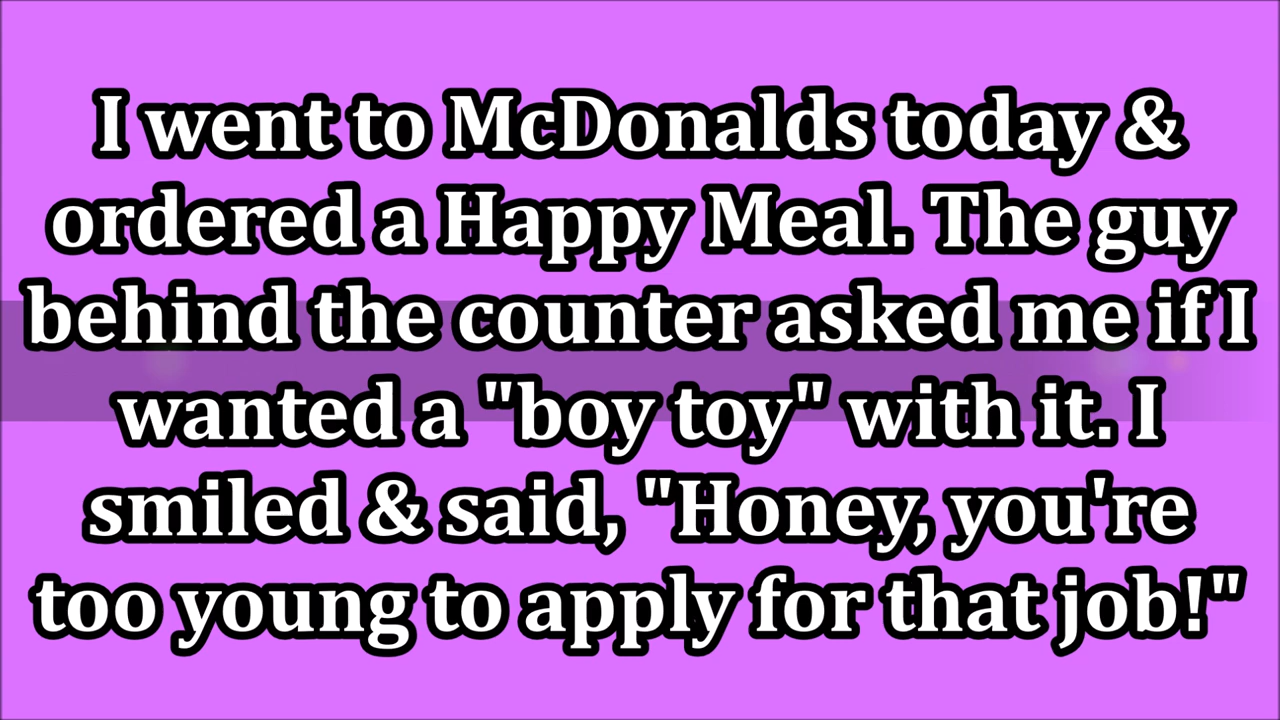 I went to McDonalds today &
ordered a Happy Meal. The guy
behind the counter asked me if I
wanted a "boy toy" with it. I
smiled & said, "Honey, you're
too young to apply for that job!"